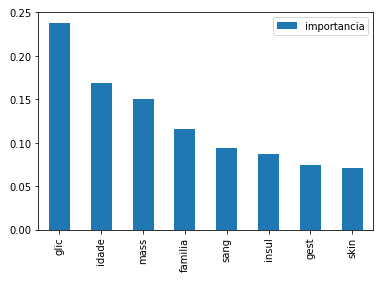 importancia
0.25
0.20
0.15
0.10
0.05
0.00
glic
idade
mass
familia
sang
insul
gest
skin